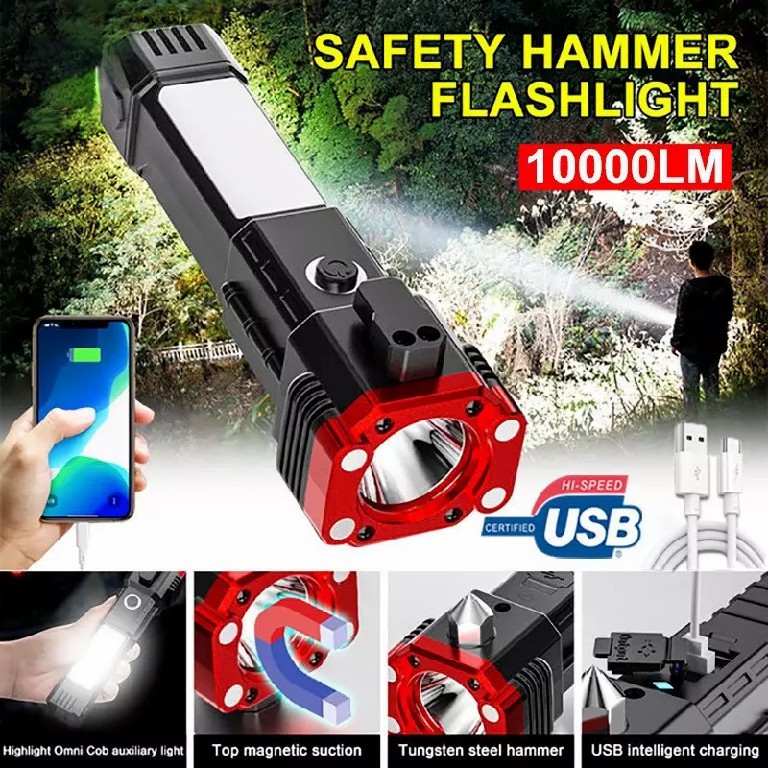 SAFETY HAMMER
FLASHLIGHT
10000LM
HI-SPEED
CERTIFIED
USB
®
Highlight Omni Cob auxiliary light
Top magnetic suction
Tungsten steel hammer
Output
USB intelligent charging